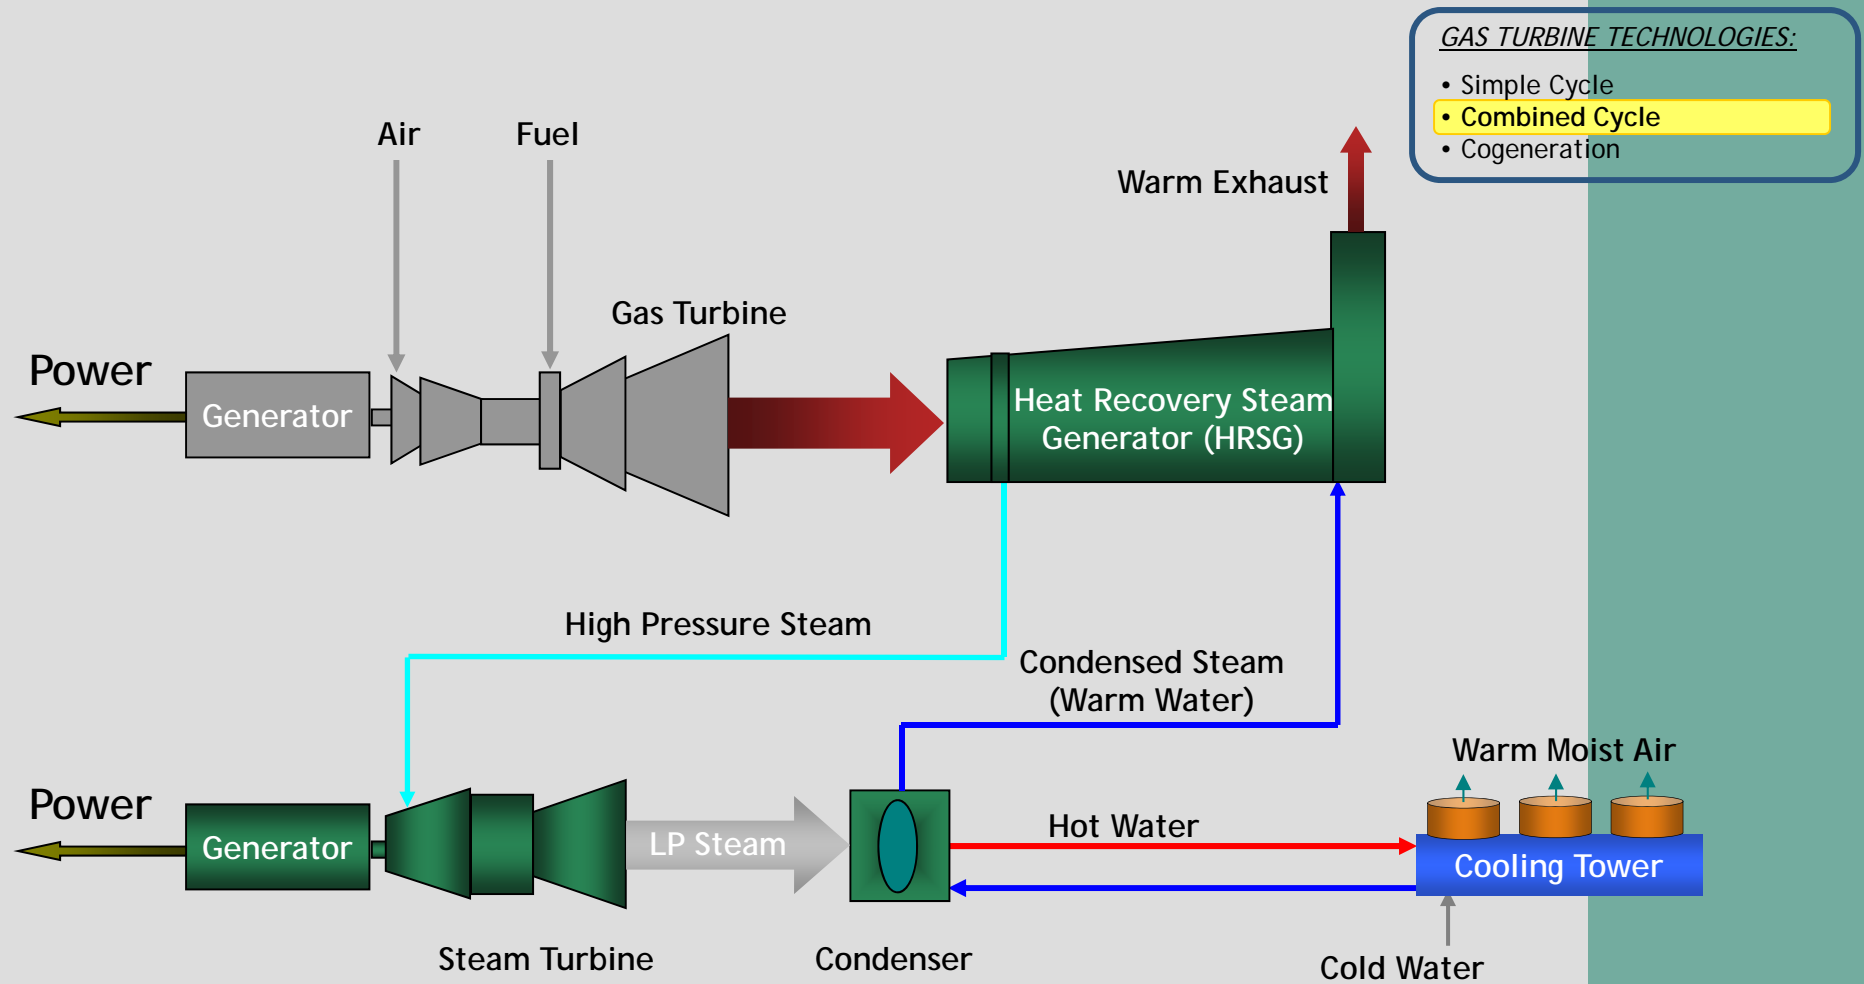 GAS TURBINE TECHNOLOGIES:
• Simple Cycle
• Combined Cycle
• Cogeneration
Air
Fuel
Warm Exhaust
Gas Turbine
Power
Generator
Heat Recovery Steam
Generator (HRSG)
High Pressure Steam
Condensed Steam
(Warm Water)
Warm Moist Air
Power
Generator
LP Steam
Hot Water
Cooling Tower
Steam Turbine
Condenser
Cold Water